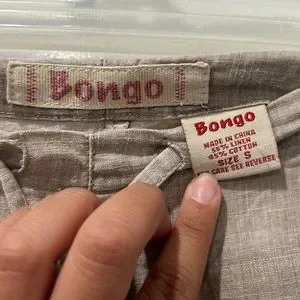 Bongo
Bongo
MADE IN CHINA
55% LINEN
45% COTTON
SIZE S
CARE SEE REVERSE